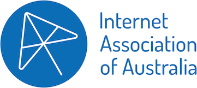 Internet
Association
of Australia